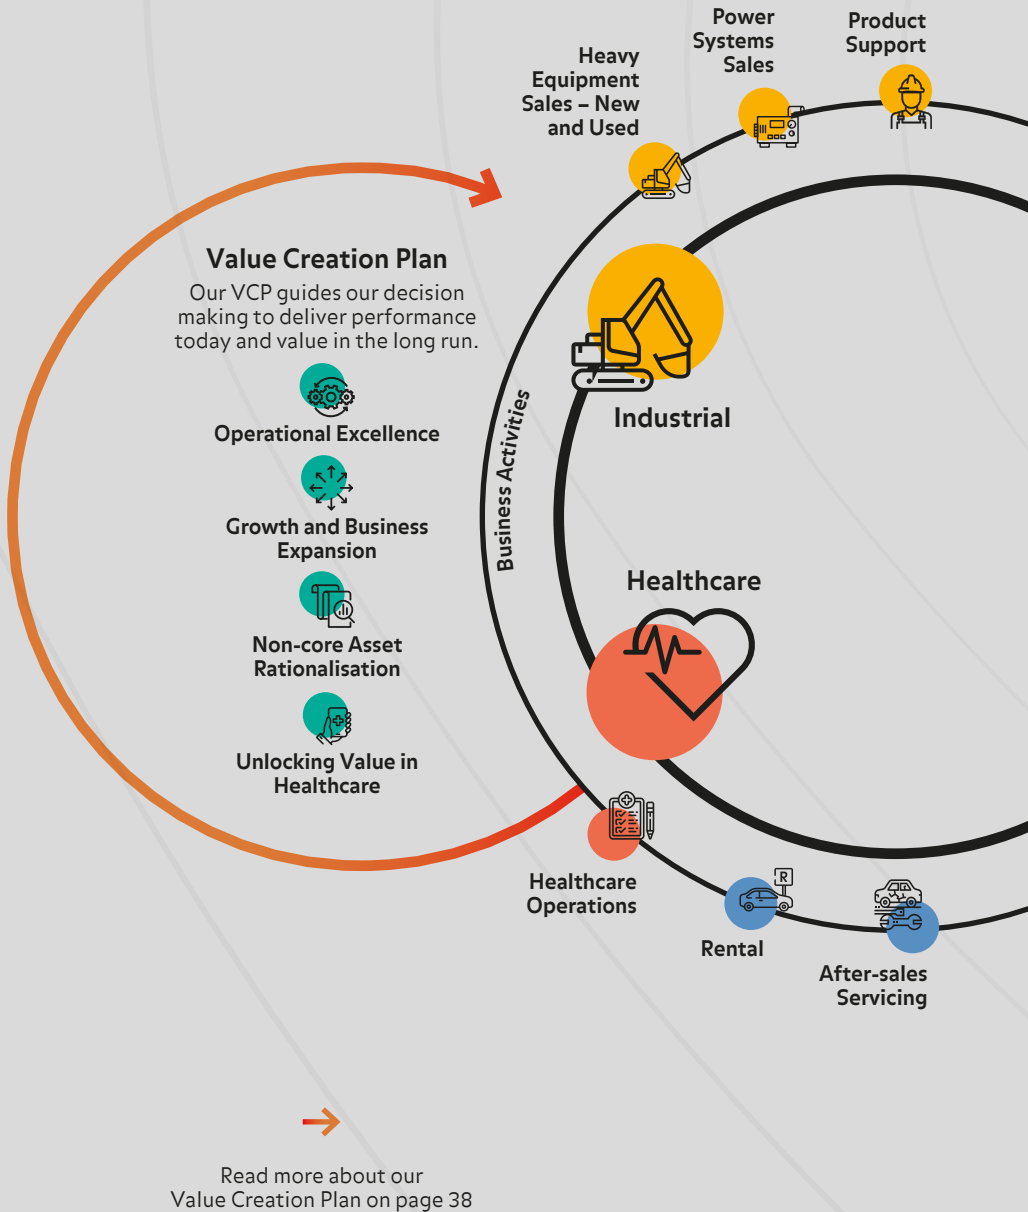 Power
Systems
Sales
Product
Support
Heavy
Equipment
Sales – New
and Used
Value Creation Plan
Our VCP guides our decision
making to deliver performance
today and value in the long run.
Operational Excellence
Growth and Business
Expansion
Non-core Asset
Rationalisation
Unlocking Value in
Healthcare
Business Activities
Industrial
Healthcare
Healthcare
Operations
R
Rental
After-sales
Servicing
Read more about our
Value Creation Plan on page 38